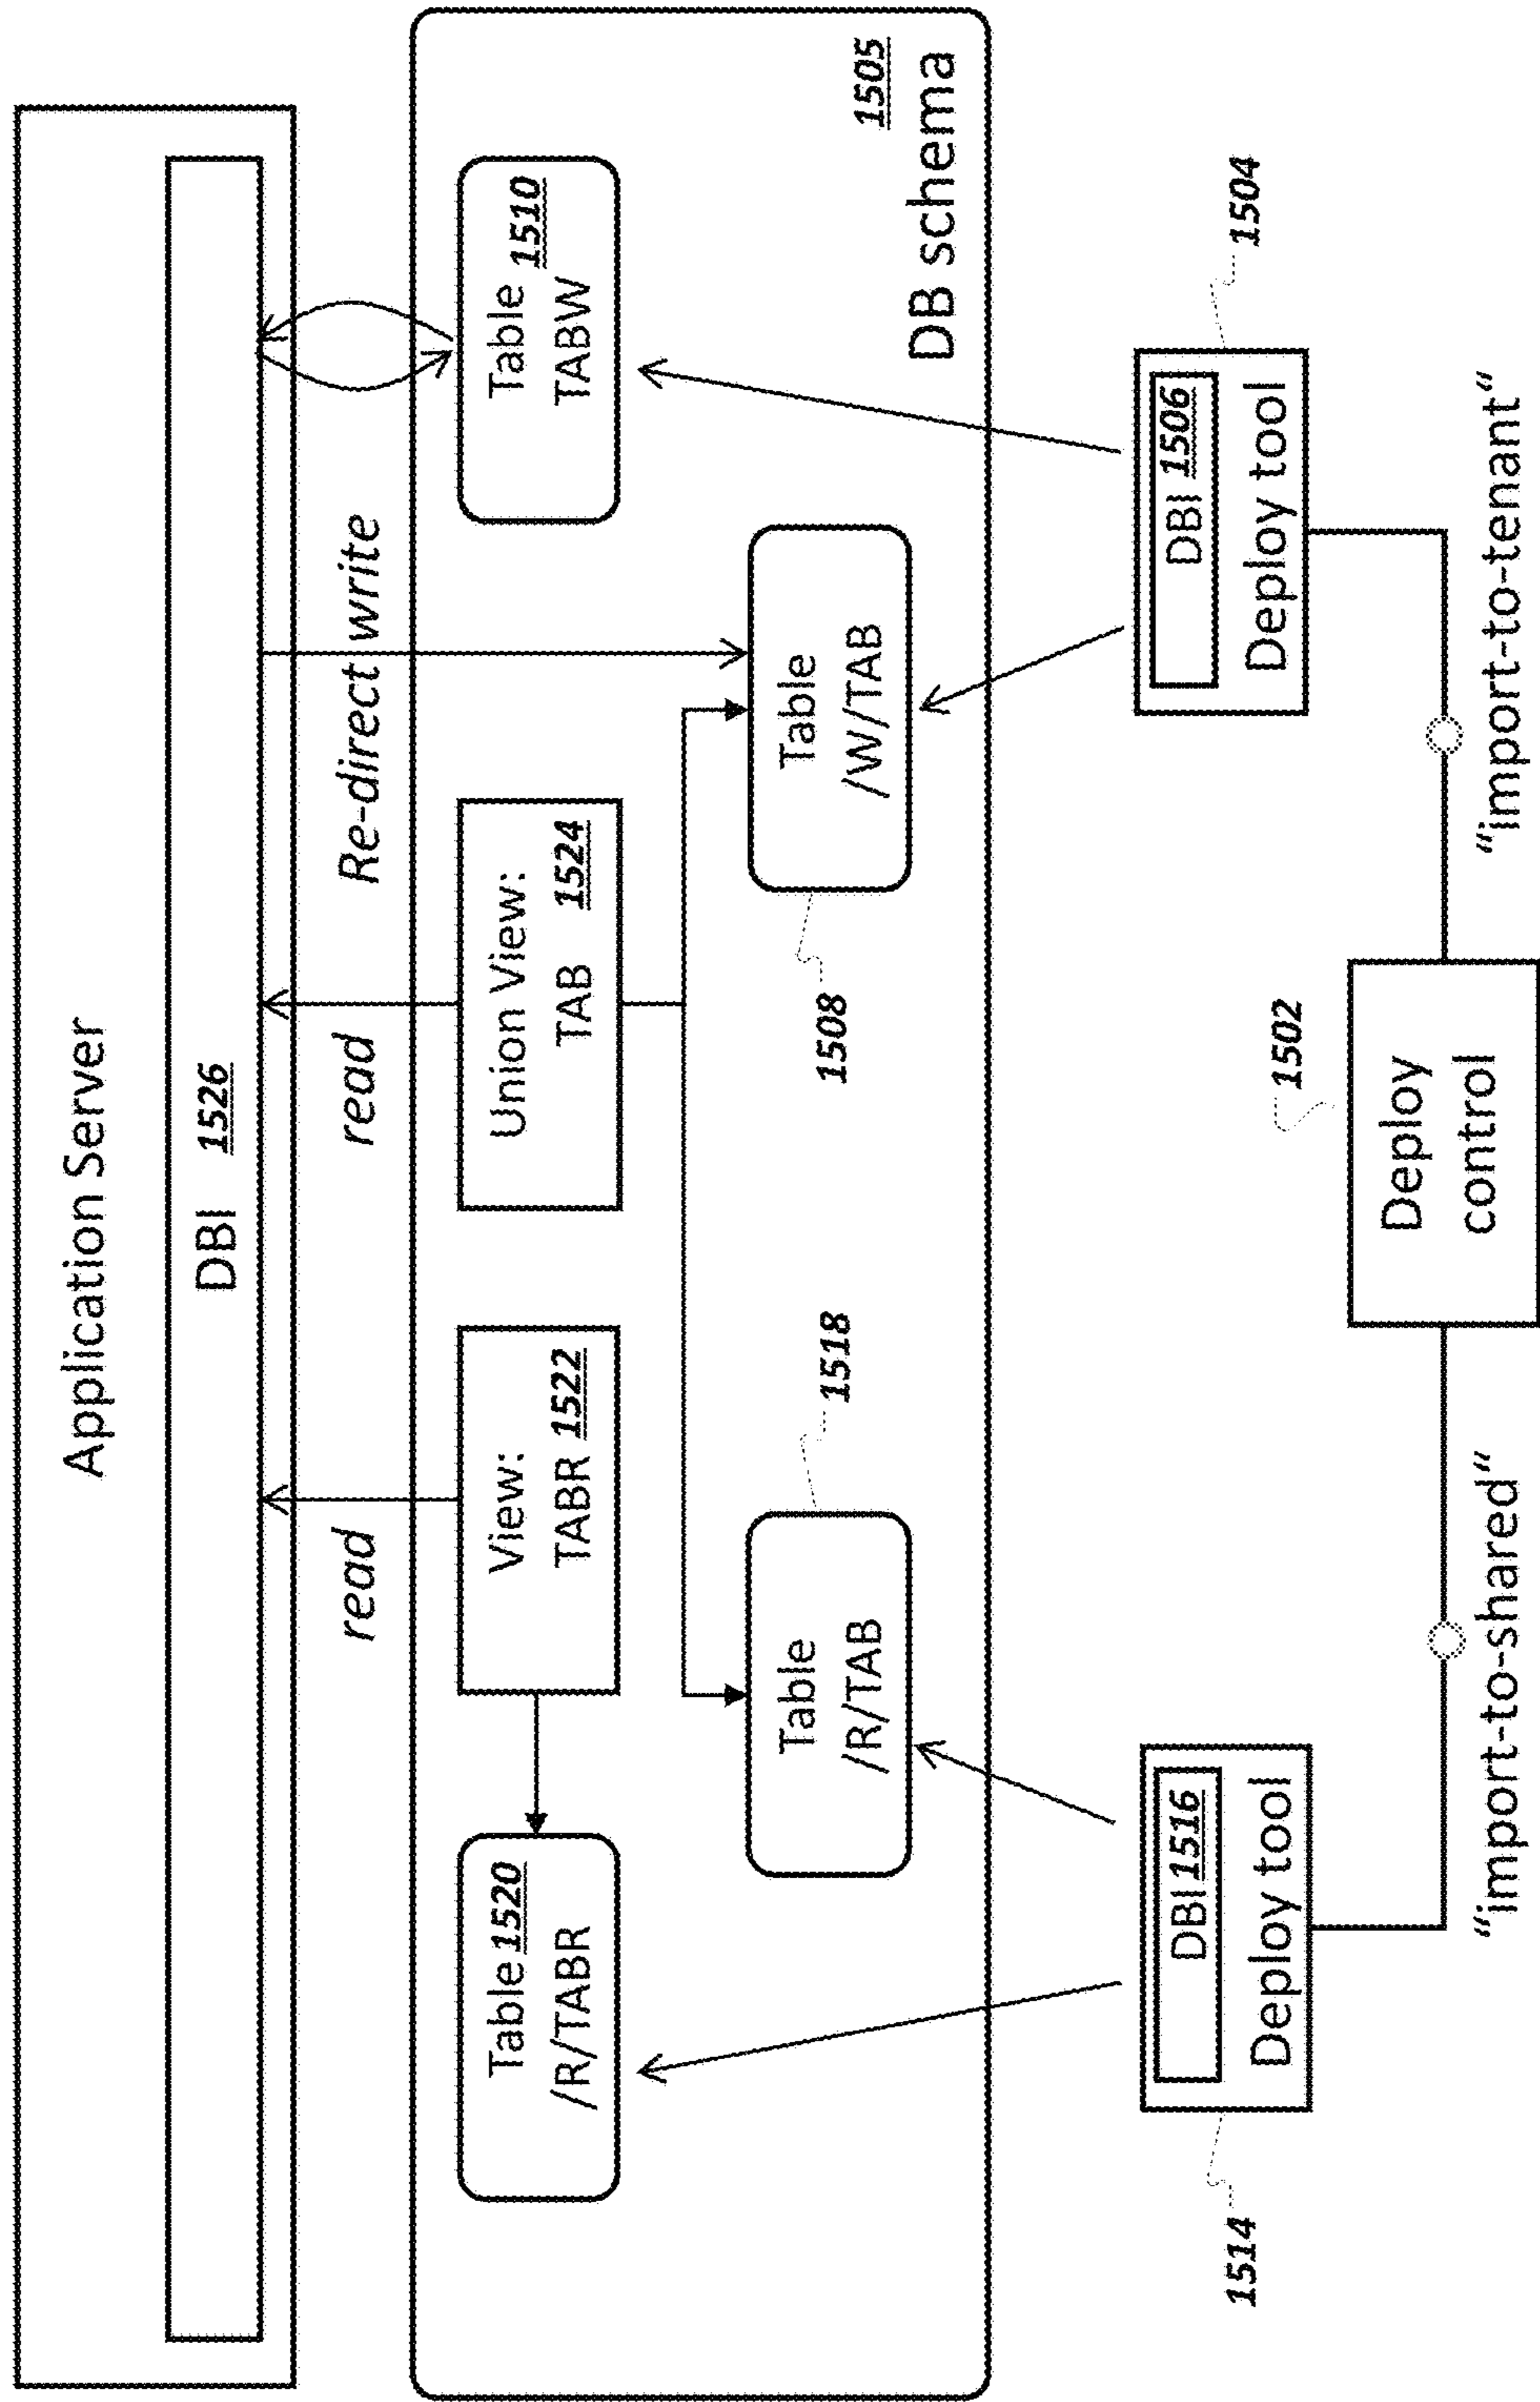 Application Server
DBI 1526
read
read
Re-direct write
Table 1520
/R/TABR
View:
TABR 1522
Union View:
TAB 1524
Table 1510
TABW
Table
/R/TAB
1518
1508
Table
/W/TAB
1505
DB schema
1514
DBI 1516
Deploy tool
DBI 1506
Deploy tool
1504
1502
Deploy
control
"import-to-shared"
"import-to-tenant"